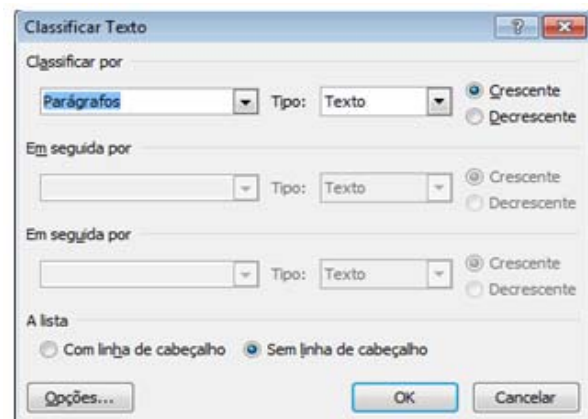 Classificar Texto
Classificar por
Parágrafos Tipo: Texto Crescente
Decrescente
Em seguida por
Tipo: Texto Crescente
Decrescente
Em seguida por
Tipo: Texto Crescente
Decrescente
A lista
Com linha de cabeçalho Sem linha de cabeçalho
Opções... OK Cancelar